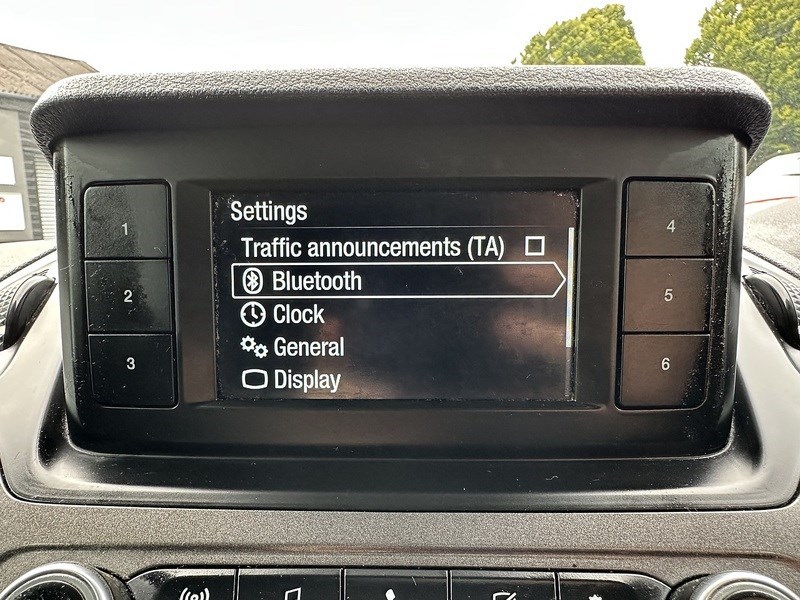 Settings
Traffic announcements (TA)
Bluetooth
Clock
General
Display
1
2
3
4
5
6